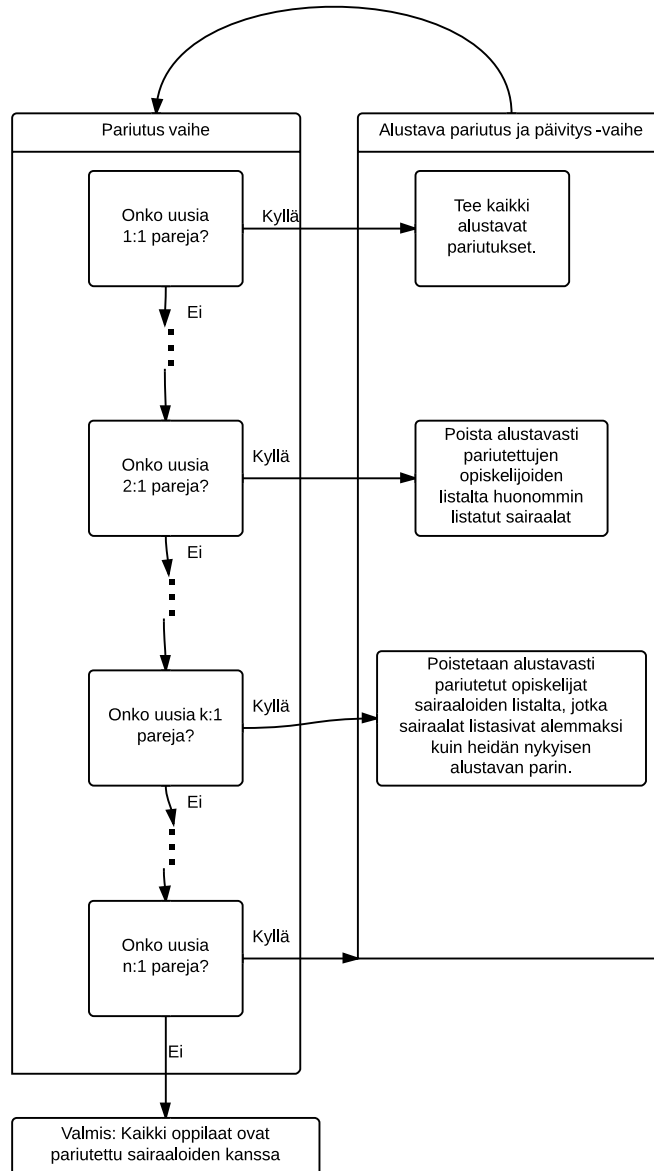 Pariutus vaihe
Alustava pariutus ja päivitys -vaihe
Onko uusia
1:1 pareja?
Kyllä
Tee kaikki
alustavat
pariutukset.
Ei
Onko uusia
2:1 pareja?
Kyllä
Poista alustavasti
pariutettujen
opiskelijoiden
listalta huonommin
listatut sairaalat
Ei
Onko uusia k:1
pareja?
Kyllä
Poistetaan alustavasti
pariutetut opiskelijat
sairaaloiden listalta, jotka
sairaalat listasivat alemmaksi
kuin heidän nykyisen
alustavan parin.
Ei
Onko uusia
n:1 pareja?
Kyllä
Ei
Valmis: Kaikki oppilaat ovat
pariutettu sairaaloiden kanssa